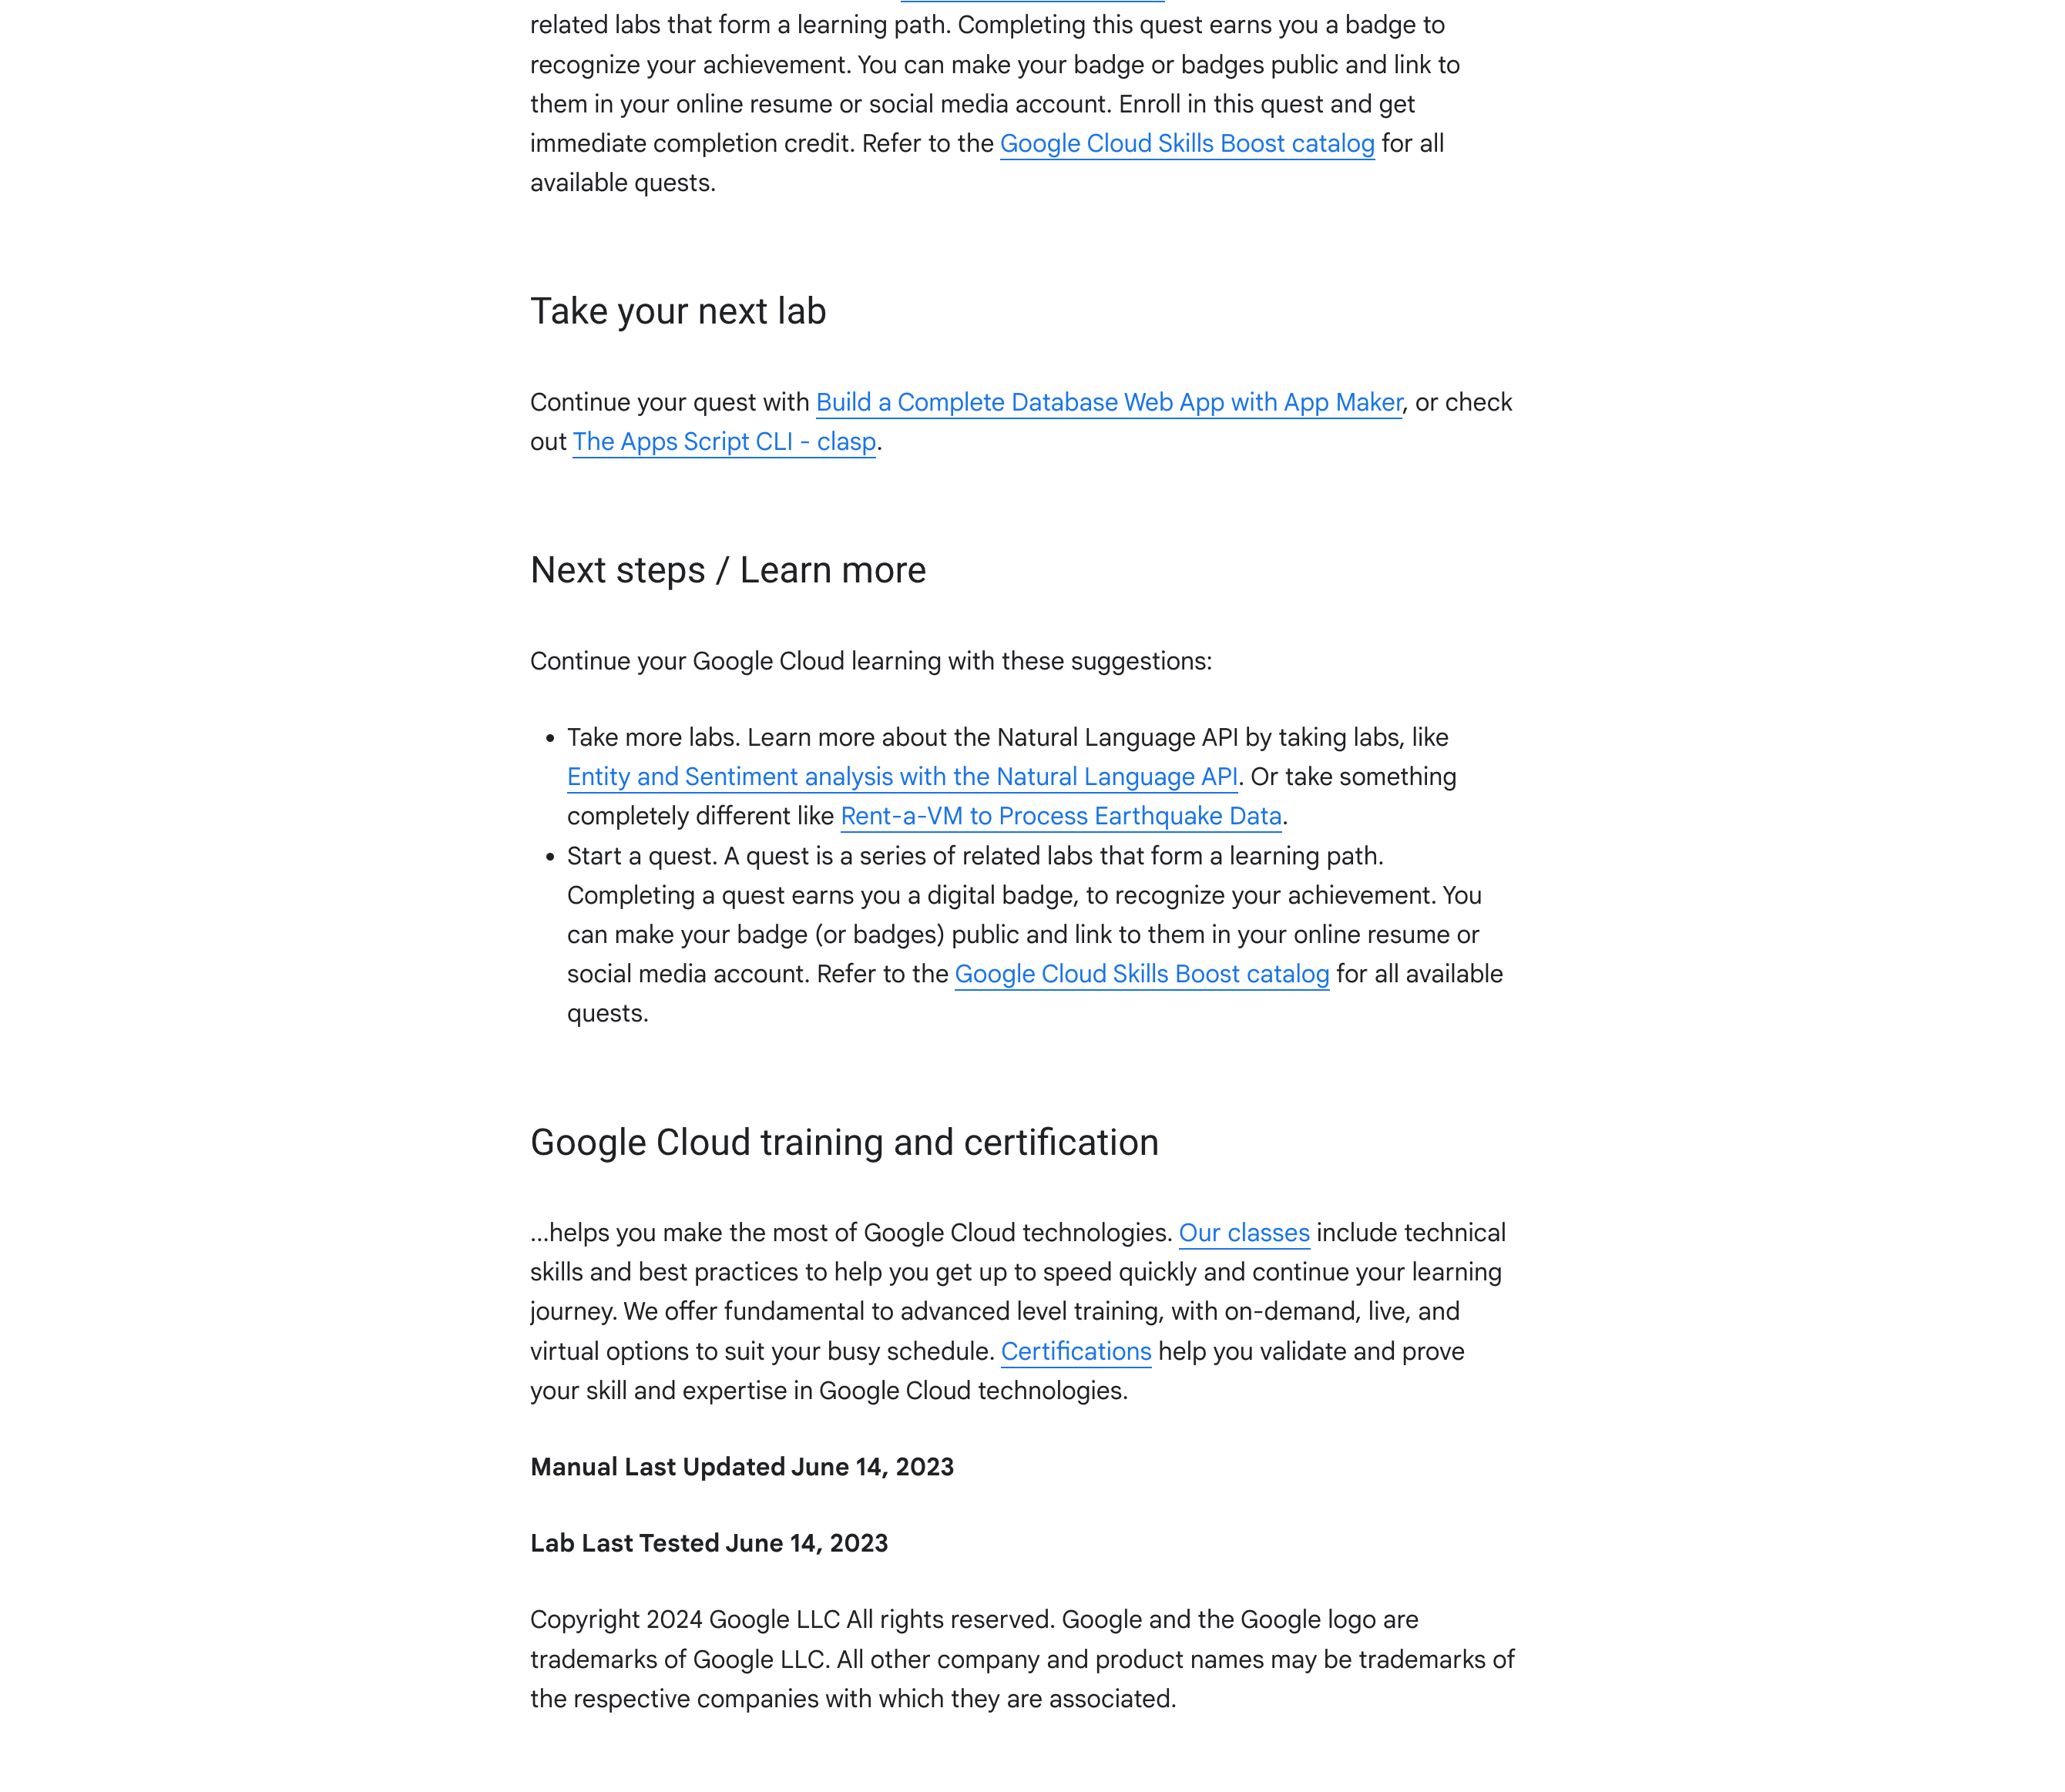 related labs that form a learning path. Completing this quest earns you a badge to
recognize your achievement. You can make your badge or badges public and link to
them in your online resume or social media account. Enroll in this quest and get
immediate completion credit. Refer to the Google Cloud Skills Boost catalog for all
available quests.
Take your next lab
Continue your quest with Build a Complete Database Web App with App Maker, or check
out The Apps Script CLI - clasp.
Next steps / Learn more
Continue your Google Cloud learning with these suggestions:
• Take more labs. Learn more about the Natural Language API by taking labs, like
Entity and Sentiment analysis with the Natural Language API. Or take something
completely different like Rent-a-VM to Process Earthquake Data.
• Start a quest. A quest is a series of related labs that form a learning path.
Completing a quest earns you a digital badge, to recognize your achievement. You
can make your badge (or badges) public and link to them in your online resume or
social media account. Refer to the Google Cloud Skills Boost catalog for all available
quests.
Google Cloud training and certification
...helps you make the most of Google Cloud technologies. Our classes include technical
skills and best practices to help you get up to speed quickly and continue your learning
journey. We offer fundamental to advanced level training, with on-demand, live, and
virtual options to suit your busy schedule. Certifications help you validate and prove
your skill and expertise in Google Cloud technologies.
Manual Last Updated June 14, 2023
Lab Last Tested June 14, 2023
Copyright 2024 Google LLC All rights reserved. Google and the Google logo are
trademarks of Google LLC. All other company and product names may be trademarks of
the respective companies with which they are associated.